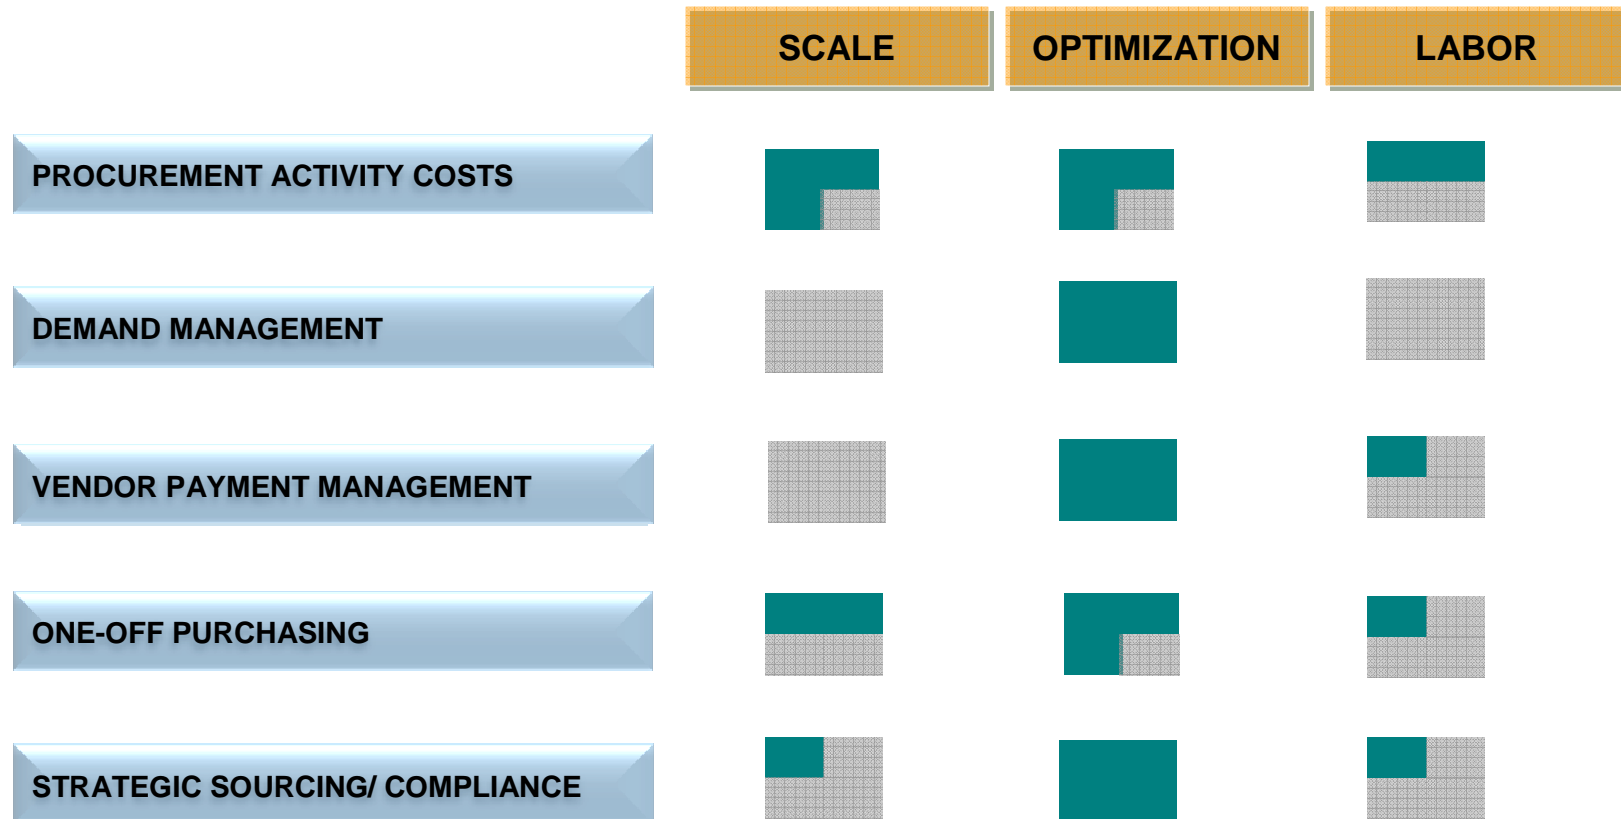 SCALE OPTIMIZATION LABOR
PROCUREMENT ACTIVITY COSTS
DEMAND MANAGEMENT
VENDOR PAYMENT MANAGEMENT
ONE-OFF PURCHASING
STRATEGIC SOURCING/ COMPLIANCE